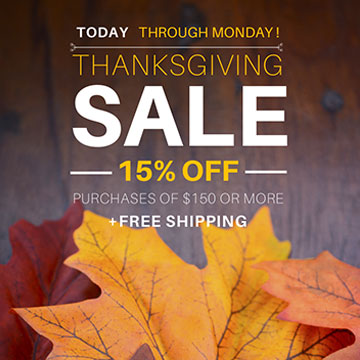 TODAY THROUGH MONDAY!
THANKSGIVING
SALE
15% OFF
PURCHASES OF $150 OR MORE
+FREE SHIPPING